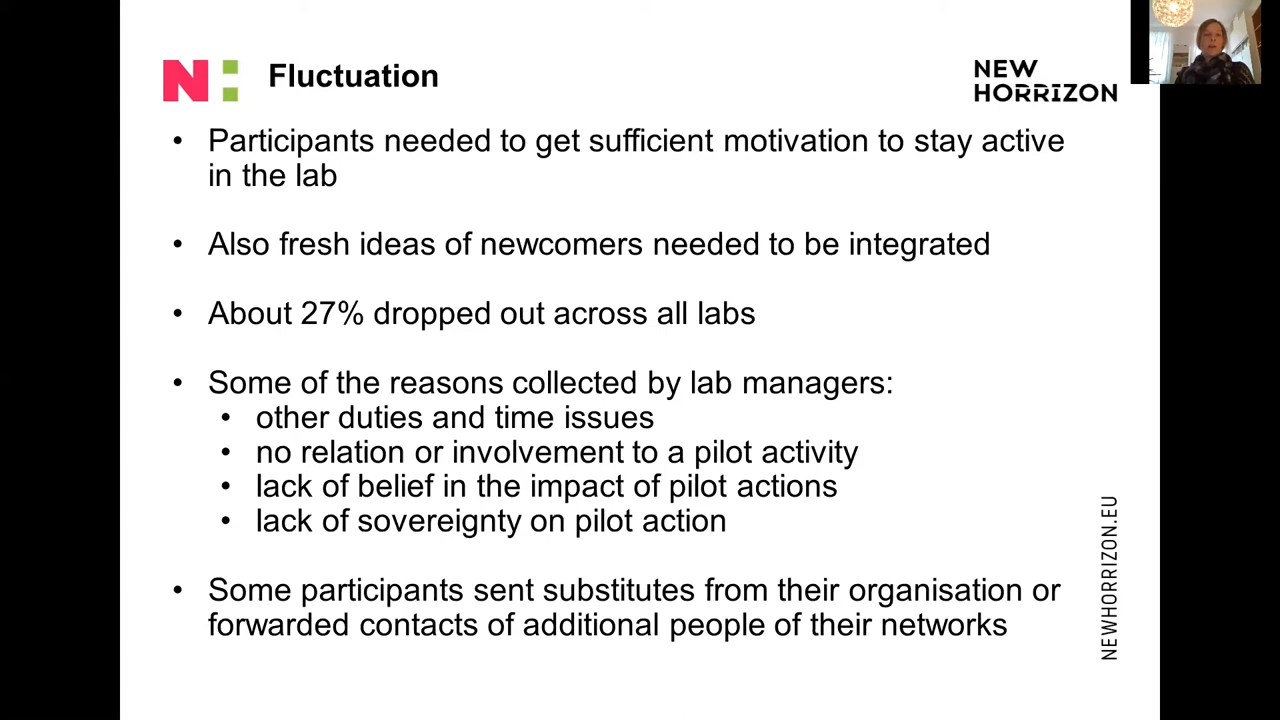 N:
Fluctuation
NEW
HORRIZON
• Participants needed to get sufficient motivation to stay active
in the lab
• Also fresh ideas of newcomers needed to be integrated
• About 27% dropped out across all labs
• Some of the reasons collected by lab managers:
• other duties and time issues
• no relation or involvement to a pilot activity
• lack of belief in the impact of pilot actions
• lack of sovereignty on pilot action
• Some participants sent substitutes from their organisation or
forwarded contacts of additional people of their networks
NEWHORRIZON.EU